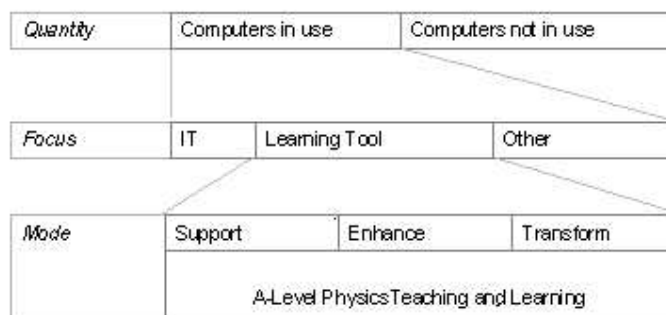 Quantity Computers in use Computers not in use
Focus IT Learning Tool Other
Mode Support Enhance Transform
A-Level Physics Teaching and Learning